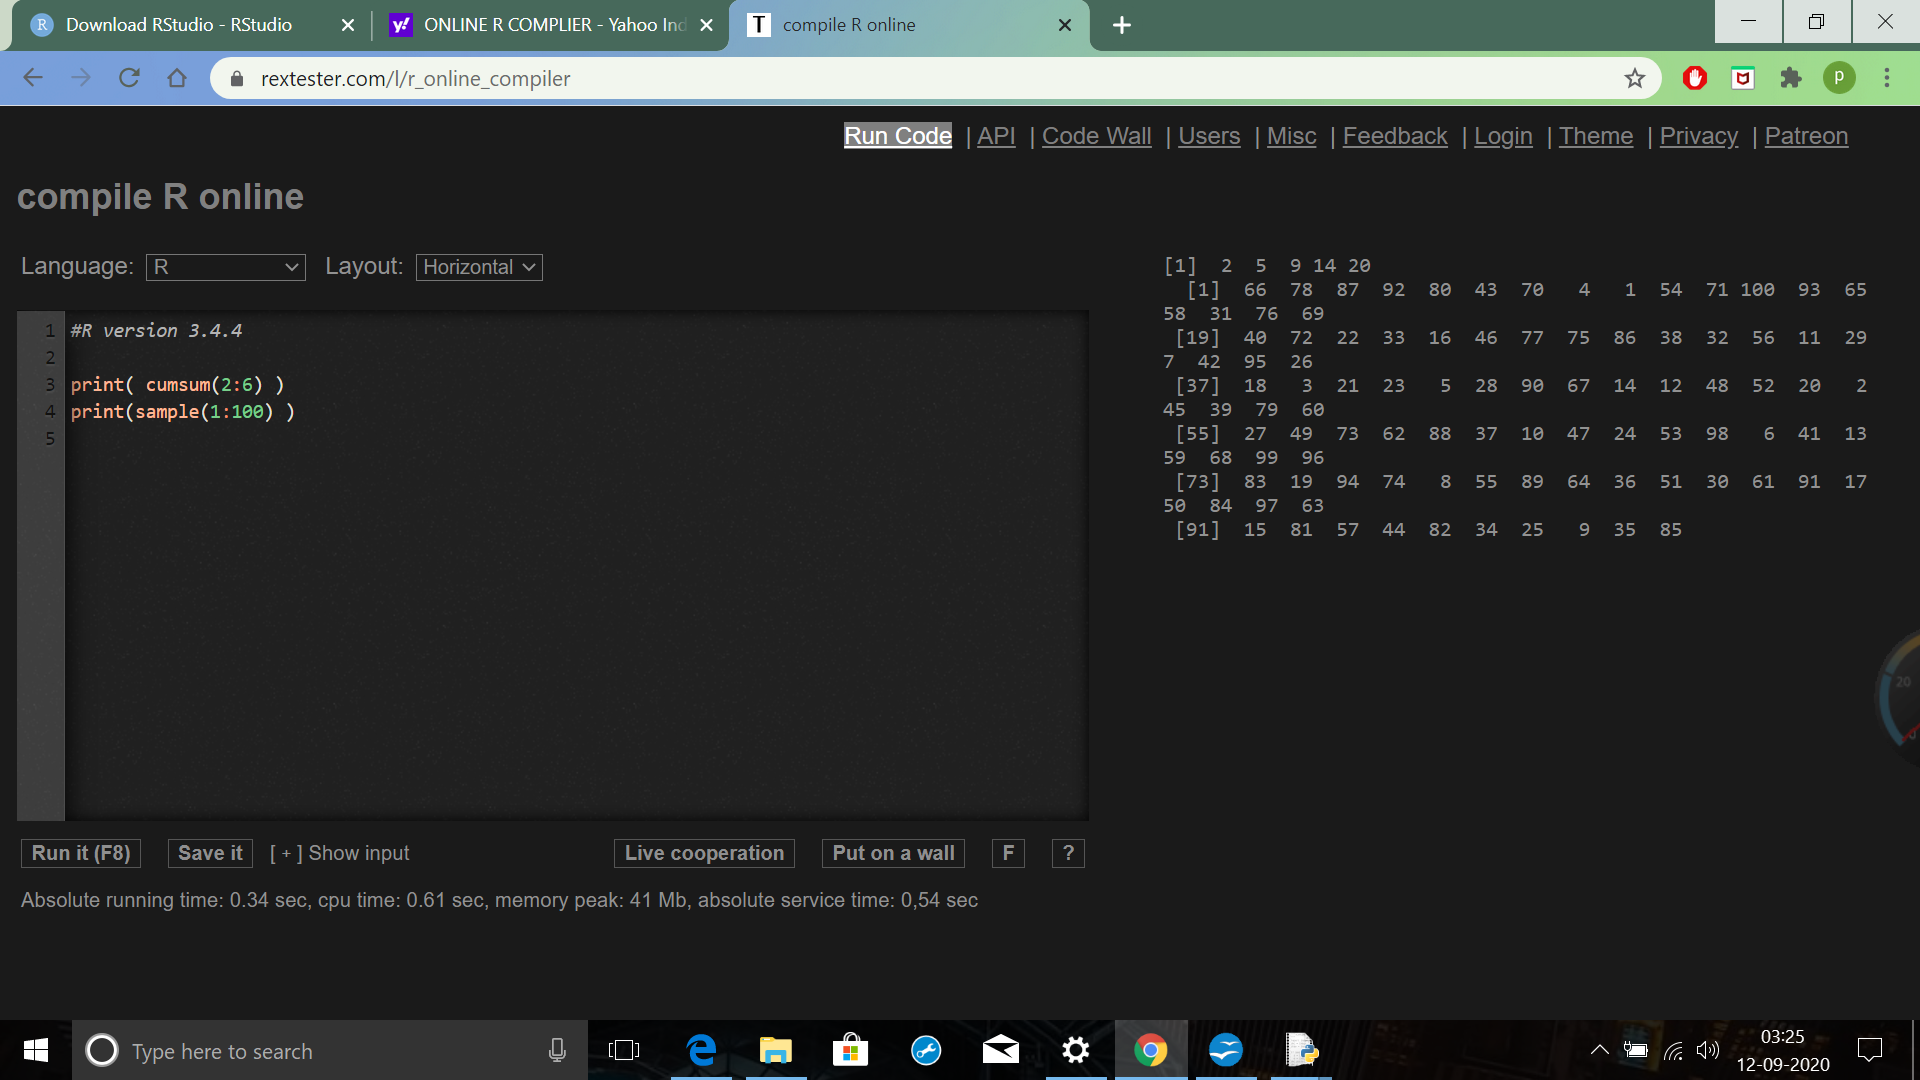 Download RStudio - RStudio
ONLINE R COMPLIER - Yahoo Ind
compile R online
rextester.com/l/r_online_compiler
Run Code | API | Code Wall | Users | Misc | Feedback | Login | Theme | Privacy | Patreon
compile R online
Language: R Layout: Horizontal
1 #R version 3.4.4
2
3 print( cumsum(2:6) )
4 print(sample(1:100) )
5
[1] 2 5 9 14 20
[1] 66 78 87 92 80 43 70 4 1 54 71 100 93 65
58 31 76 69
[19] 40 72 22 33 16 46 77 75 86 38 32 56 11 29
7 42 95 26
[37] 18 3 21 23 5 28 90 67 14 12 48 52 20 2
45 39 79 60
[55] 27 49 73 62 88 37 10 47 24 53 98 6 41 13
59 68 99 96
[73] 83 19 94 74 8 55 89 64 36 51 30 61 91 17
50 84 97 63
[91] 15 81 57 44 82 34 25 9 35 85
20
Run it (F8) Save it [ + ] Show input Live cooperation Put on a wall F ?
Absolute running time: 0.34 sec, cpu time: 0.61 sec, memory peak: 41 Mb, absolute service time: 0,54 sec
Type here to search
03:25
12-09-2020